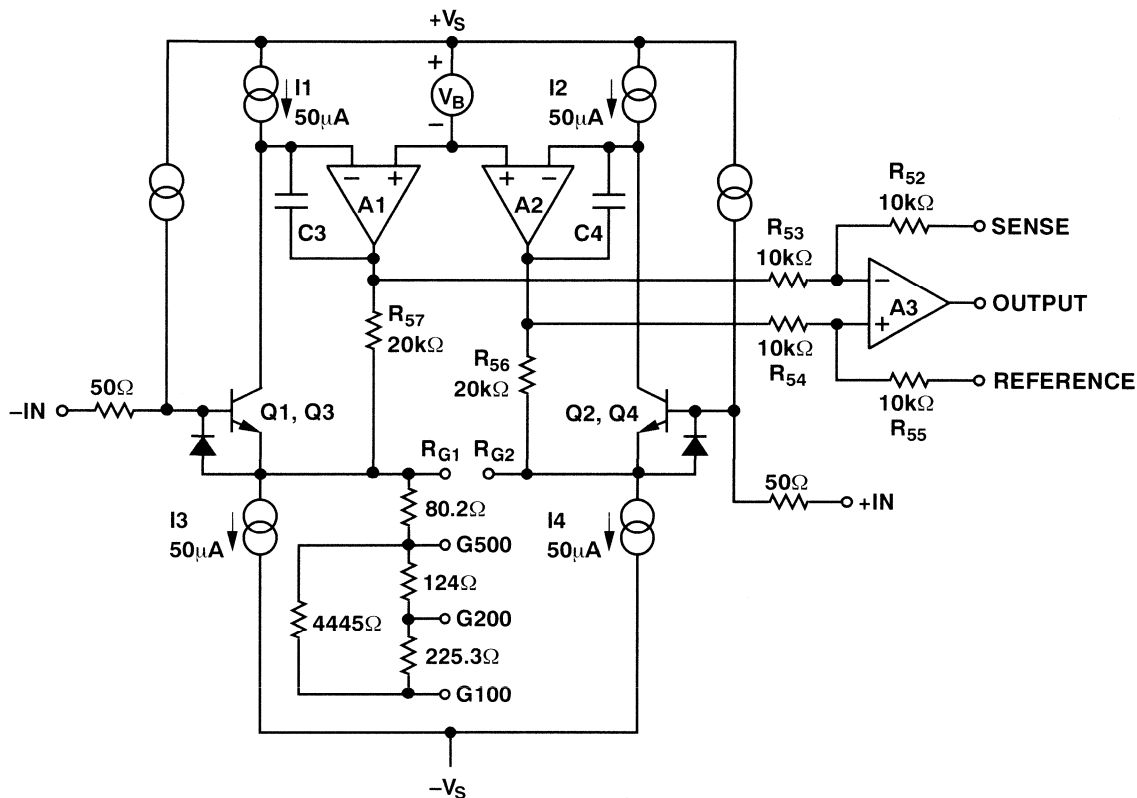 +VS
+
VB
−
I1
50μA
I2
50μA
−
+
A1
+
−
A2
C3
C4
R52
10kΩ
SENSE
R53
10kΩ
−
+
A3
OUTPUT
10kΩ
R54
REFERENCE
10kΩ
R55
R57
20kΩ
R56
20kΩ
−IN
50Ω
Q1, Q3
Q2, Q4
RG1
RG2
50Ω
+IN
I3
50μA
I4
50μA
80.2Ω
G500
124Ω
4445Ω
G200
225.3Ω
G100
−VS